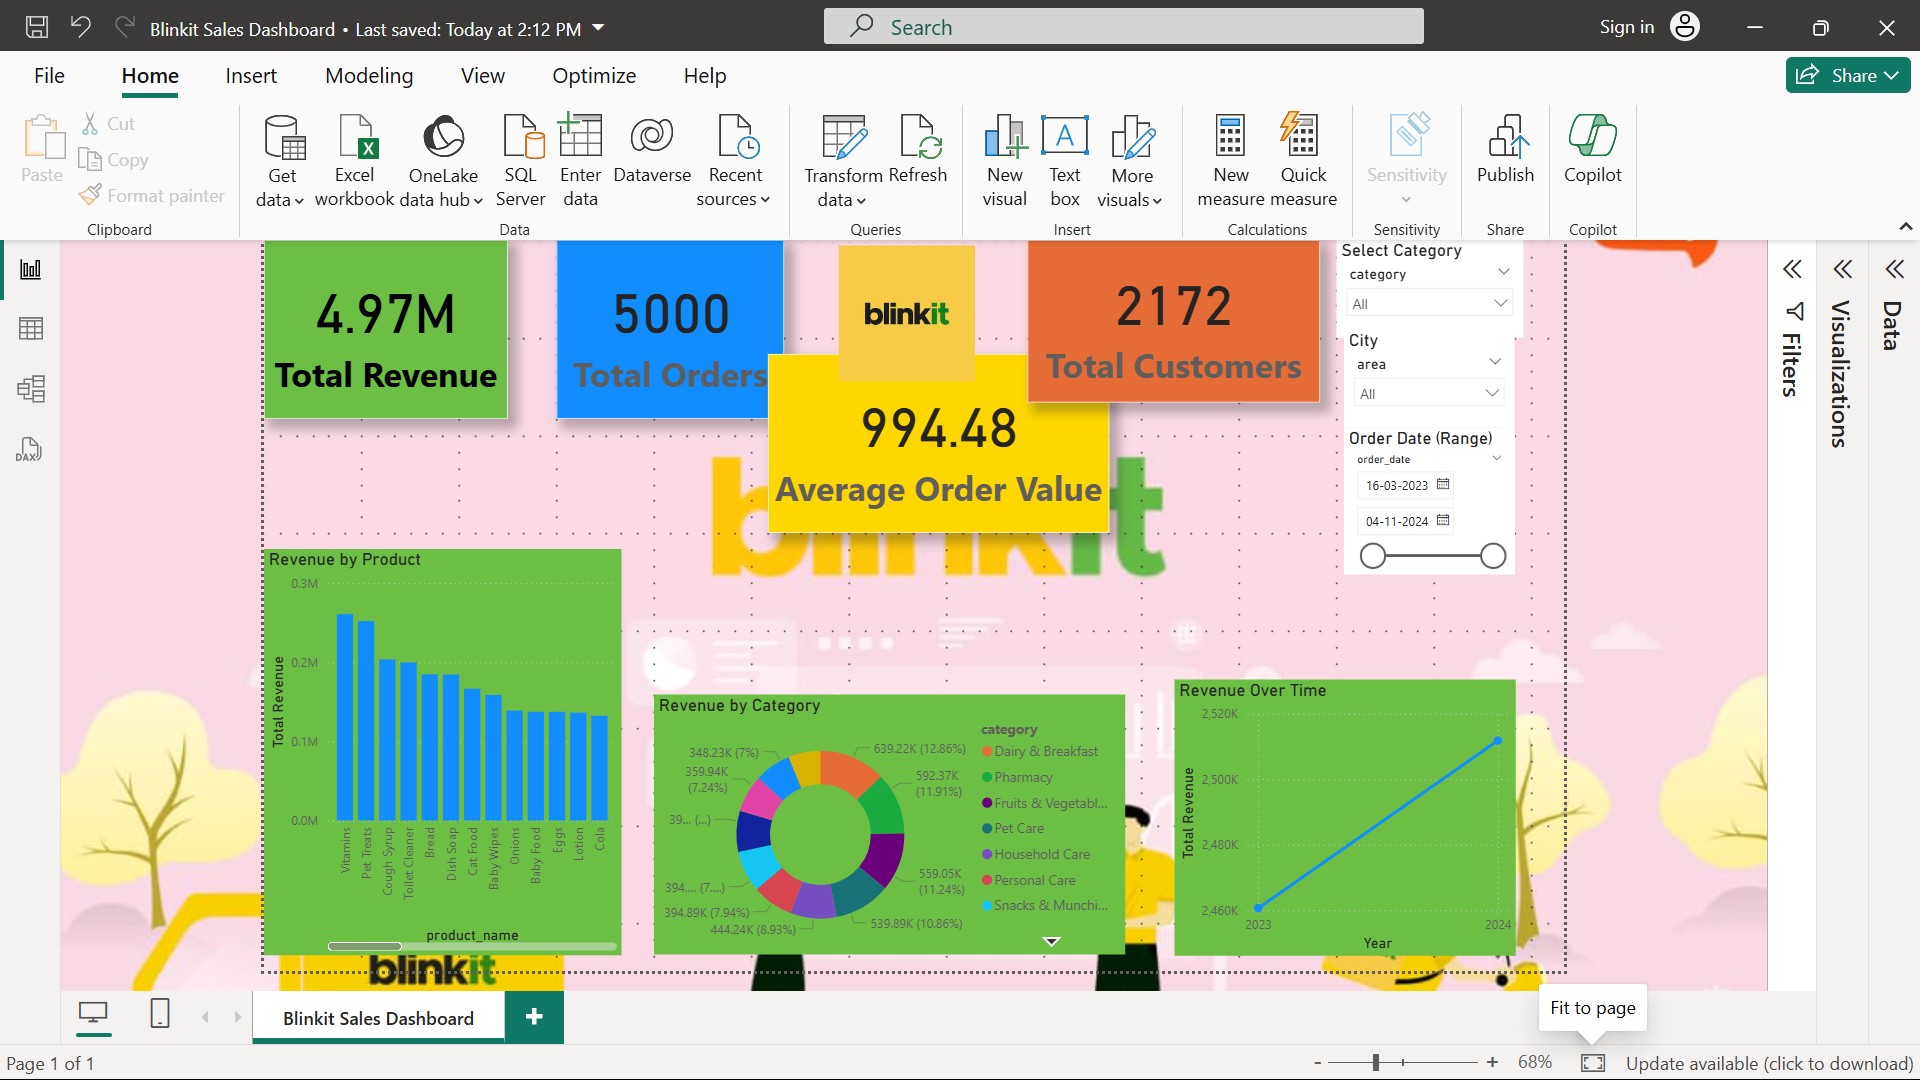 Blinkit Sales Dashboard • Last saved: Today at 2:12 PM
Search
Sign in
File
Home
Insert
Modeling
View
Optimize
Help
Share
Paste
Cut
Copy
Format painter
Clipboard
Get data
Excel workbook
OneLake data hub
SQL Server
Enter data
Dataverse
Recent sources
Data
Transform data
Refresh
Queries
New visual
Text box
More visuals
Insert
New measure
Quick measure
Calculations
Sensitivity
Sensitivity
Publish
Share
Copilot
Copilot
DAX
4.97M
Total Revenue
5000
Total Orders
blinkit
994.48
Average Order Value
2172
Total Customers
Select Category
category
All
City
area
All
Order Date (Range)
order_date
16-03-2023
04-11-2024
Filters
Visualizations
Data
blinkit
Revenue by Product
0.3M
0.2M
0.1M
0.0M
Total Revenue
Vitamins
Pet Treats
Cough Syrup
Toilet Cleaner
Bread
Dish Soap
Cat Food
Baby Wipes
Onions
Baby Food
Eggs
Lotion
Cola
product_name
Revenue by Category
348.23K (7%)
359.94K
(7.24%)
39... (...)
394.... (7....)
394.89K (7.94%)
444.24K (8.93%)
639.22K (12.86%)
592.37K
(11.91%)
559.05K
(11.24%)
539.89K (10.86%)
category
Dairy & Breakfast
Pharmacy
Fruits & Vegetabl...
Pet Care
Household Care
Personal Care
Snacks & Munchi...
Revenue Over Time
2,520K
2,500K
2,480K
2,460K
Total Revenue
2023
2024
Year
blinkit
Blinkit Sales Dashboard
+
Fit to page
Page 1 of 1
- + 68%
Update available (click to download)